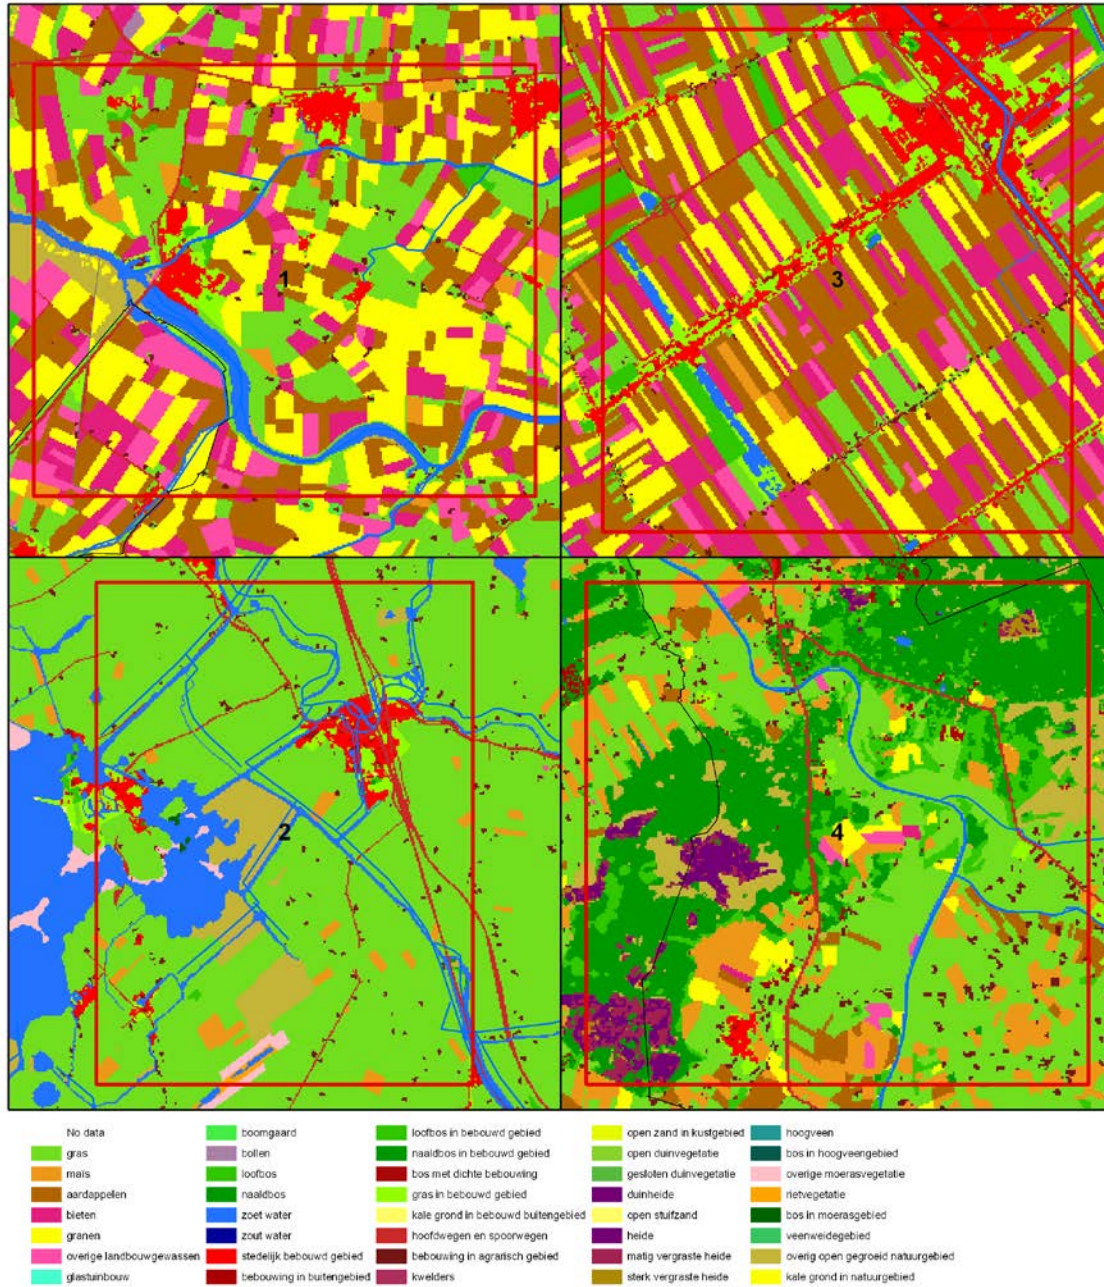 1
3
2
4
No data
gras
maïs
aardappelen
bieten
granen
overige landbouwgewassen
glastuinbouw
boomgaard
bollen
loofbos
naaldbos
zoet water
zout water
stedelijk bebouwd gebied
bebouwing in buitengebied
loofbos in bebouwd gebied
naaldbos in bebouwd gebied
bos met dichte bebouwing
gras in bebouwd gebied
kale grond in bebouwd buitengebied
hoofdwegen en spoorwegen
bebouwing in agrarisch gebied
kwelders
open zand in kustgebied
open duinvegetatie
gesloten duinvegetatie
duinheide
open stuifzand
heide
matig vergraste heide
sterk vergraste heide
hoogveen
bos in hoogveengebied
overige moerasvegetatie
rietvegetatie
bos in moerasgebied
veenweidegebied
overig open gegroeid natuurgebied
kale grond in natuurgebied